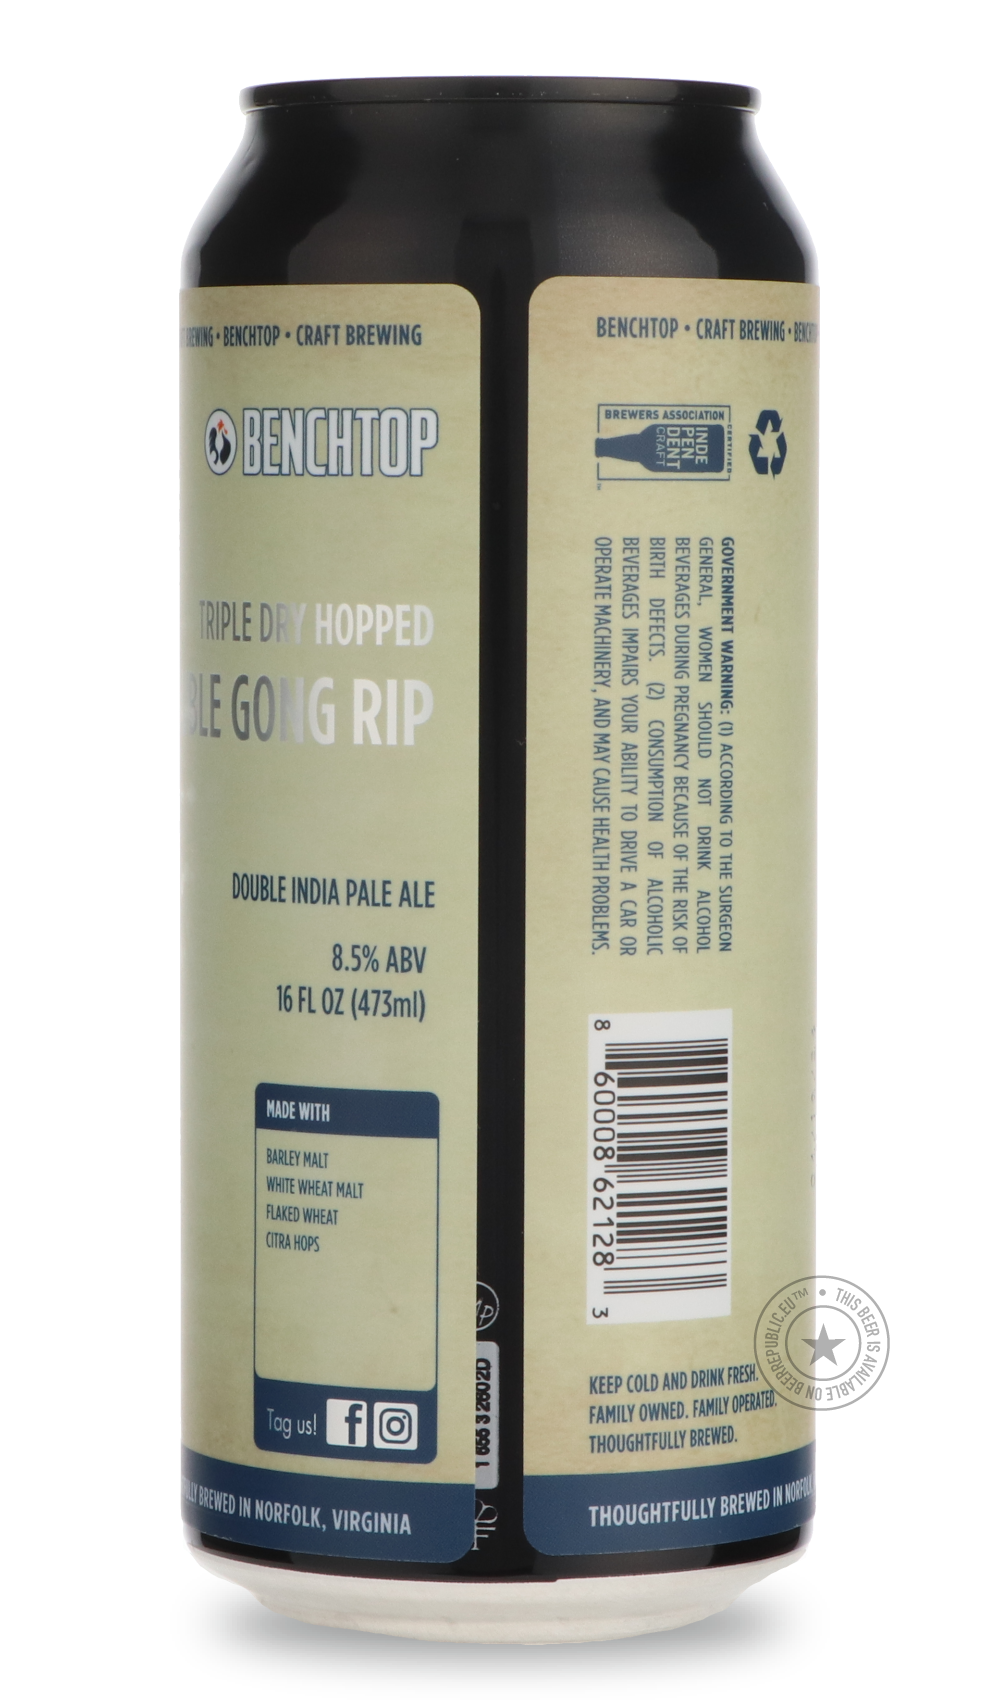 BREWING • BENCHTOP • CRAFT BREWING
BENCHTOP
TRIPLE DRY HOPPED
GONG RIP
DOUBLE INDIA PALE ALE
8.5% ABV
16 FL OZ (473ml)
MADE WITH
BARLEY MALT
WHITE WHEAT MALT
FLAKED WHEAT
CITRA HOPS
Tag us!
BREWED IN NORFOLK, VIRGINIA
BENCHTOP • CRAFT BREWING •
BREWERS ASSOCIATION
CERTIFIED
INDE
PEN
DENT
CRAFT
GOVERNMENT WARNING: (1) ACCORDING TO THE SURGEON
GENERAL, WOMEN SHOULD NOT DRINK ALCOHOL
BEVERAGES DURING PREGNANCY BECAUSE OF THE RISK OF
BIRTH DEFECTS. (2) CONSUMPTION OF ALCOHOLIC
BEVERAGES IMPAIRS YOUR ABILITY TO DRIVE A CAR OR
OPERATE MACHINERY, AND MAY CAUSE HEALTH PROBLEMS.
8 60008 62128 3
KEEP COLD AND DRINK FRESH.
FAMILY OWNED. FAMILY OPERATED.
THOUGHTFULLY BREWED.
THOUGHTFULLY BREWED IN NORFOLK,
THIS BEER IS AVAILABLE ON BEERREPUBLIC.EU™ •